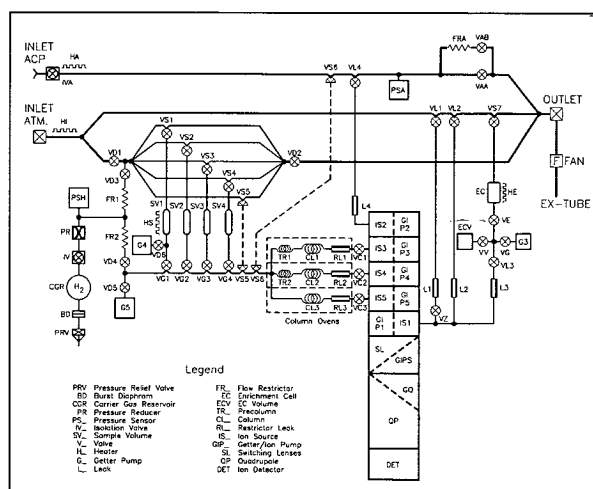 INLET
ACP
HA
IVA
VS6
VL4
PSA
FRA
VAB
VAA
INLET
ATM.
HI
VL1
VL2
VS7
OUTLET
FAN
F
EX-TUBE
VS1
VS2
VS3
VS4
VS5
VD1
VD2
VD3
PSH
FR1
SV1
SV2
SV3
SV4
HS
EC
HE
PR
FR2
G4
VD6
L4
VE
ECV
VV
VG
G3
IV
VD4
VG1
VG2
VG3
VG4
VS5
VS6
CGR
H2
VD5
G5
BD
PRV
TR1
CL1
RL1
VC1
TR2
CL2
RL2
VC2
CL3
RL3
VC3
Column Ovens
IS2
GI
P2
IS3
GI
P3
IS4
GI
P4
IS5
GI
P5
GI
P1
IS1
L1
L2
VL3
L3
VZ
SL
GIPS
QP
DET
Legend
PRV Pressure Relief Valve
BD Burst Diaphram
CGR Carrier Gas Reservoir
PR Pressure Reducer
PS_ Pressure Sensor
IV_ Isolation Valve
SV_ Sample Volume
V_ Valve
H_ Heater
G_ Getter Pump
L_ Leak
FR_ Flow Restrictor
EC Enrichment Cell
ECV EC Volume
TR_ Precolumn
CL_ Column
RL_ Restrictor Leak
IS_ Ion Source
GIP_ Getter/Ion Pump
SL Switching Lenses
QP Quadrupole
DET Ion Detector